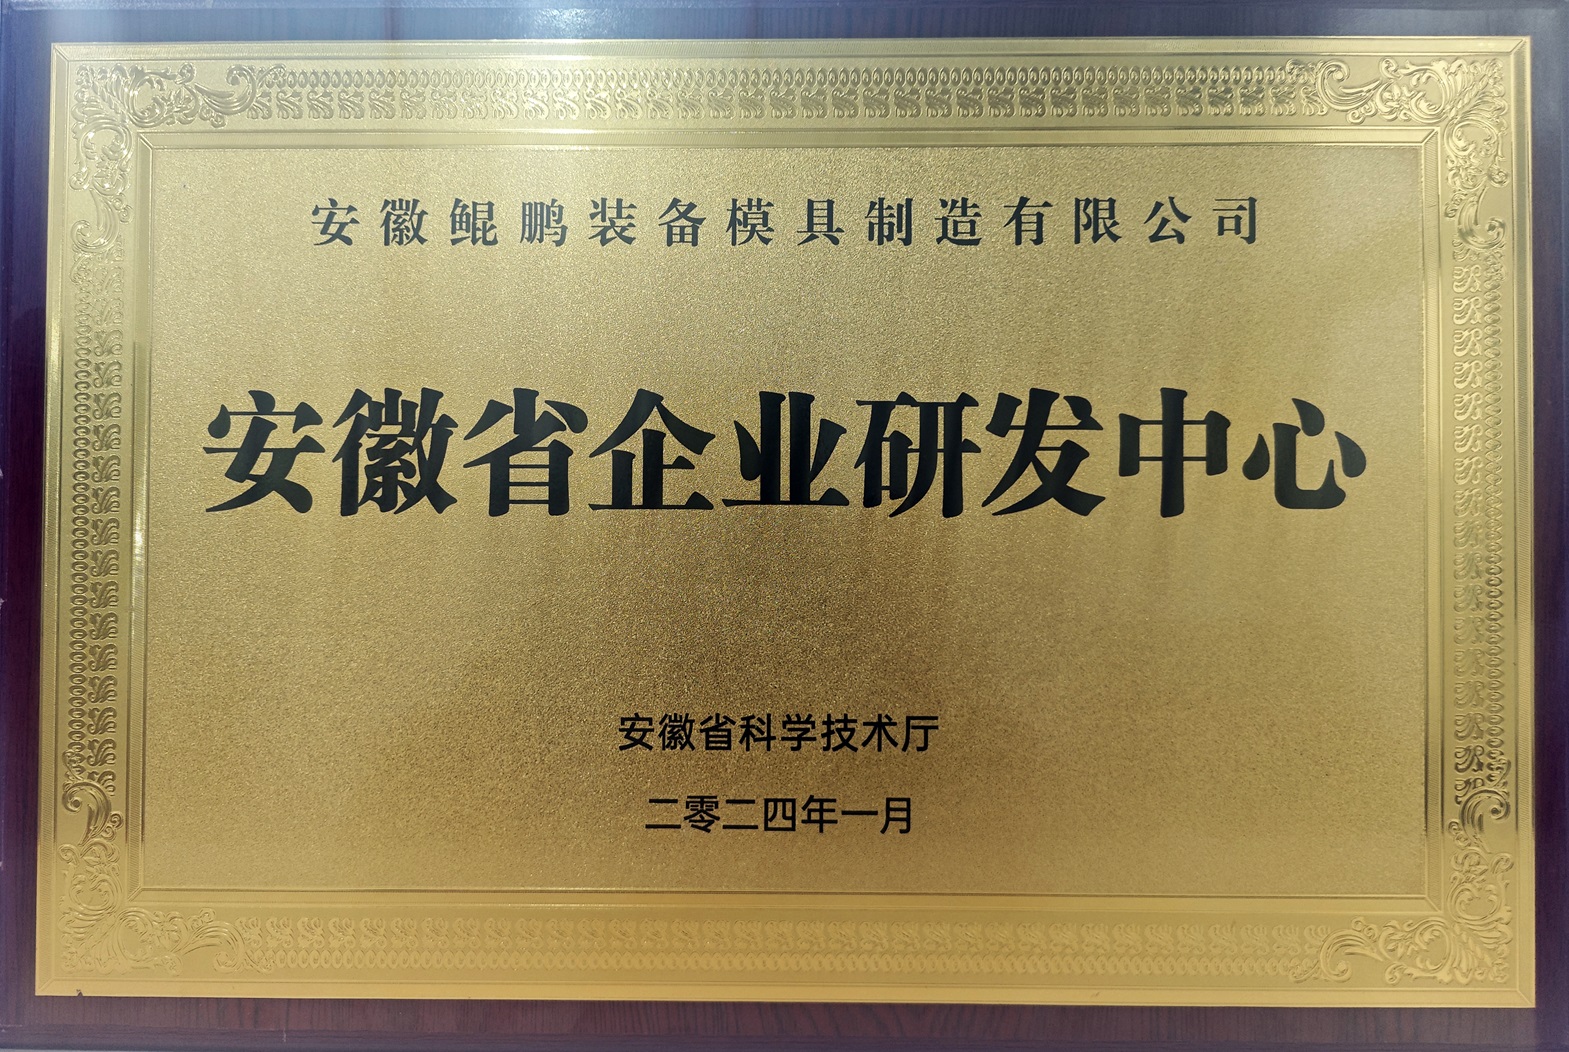 安徽鲲鹏装备模具制造有限公司
安徽省企业研发中心
安徽省科学技术厅
二零二四年一月